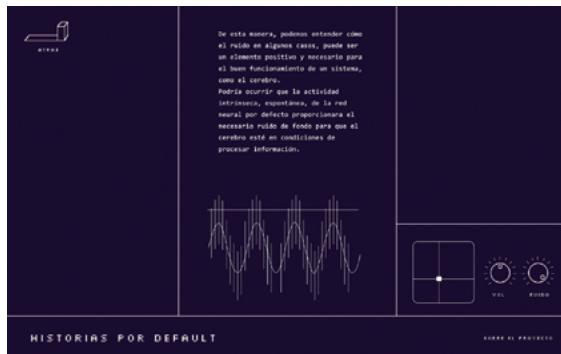 ATRAS
De esta manera, podemos entender cómo
el ruido en algunos casos, puede ser
un elemento positivo y necesario para
el buen funcionamiento de un sistema,
como el cerebro.
Podría ocurrir que la actividad
intrínseca, espontánea, de la red
neural por defecto proporcionara el
necesario ruido de fondo para que el
cerebro esté en condiciones de
procesar información.
VOL
RUIDO
HISTORIAS POR DEFAULT
SOBRE EL PROYECTO